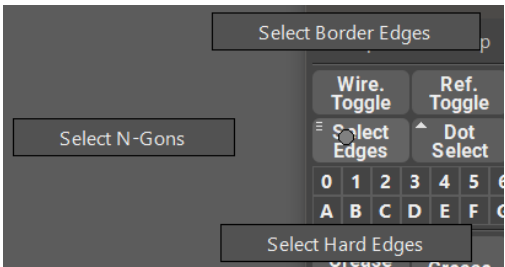 Select Border Edges
p
Wire. Toggle
Ref. Toggle
Select N-Gons
Select Edges
Dot Select
0 1 2 3 4 5 6
A B C D E F G
Select Hard Edges